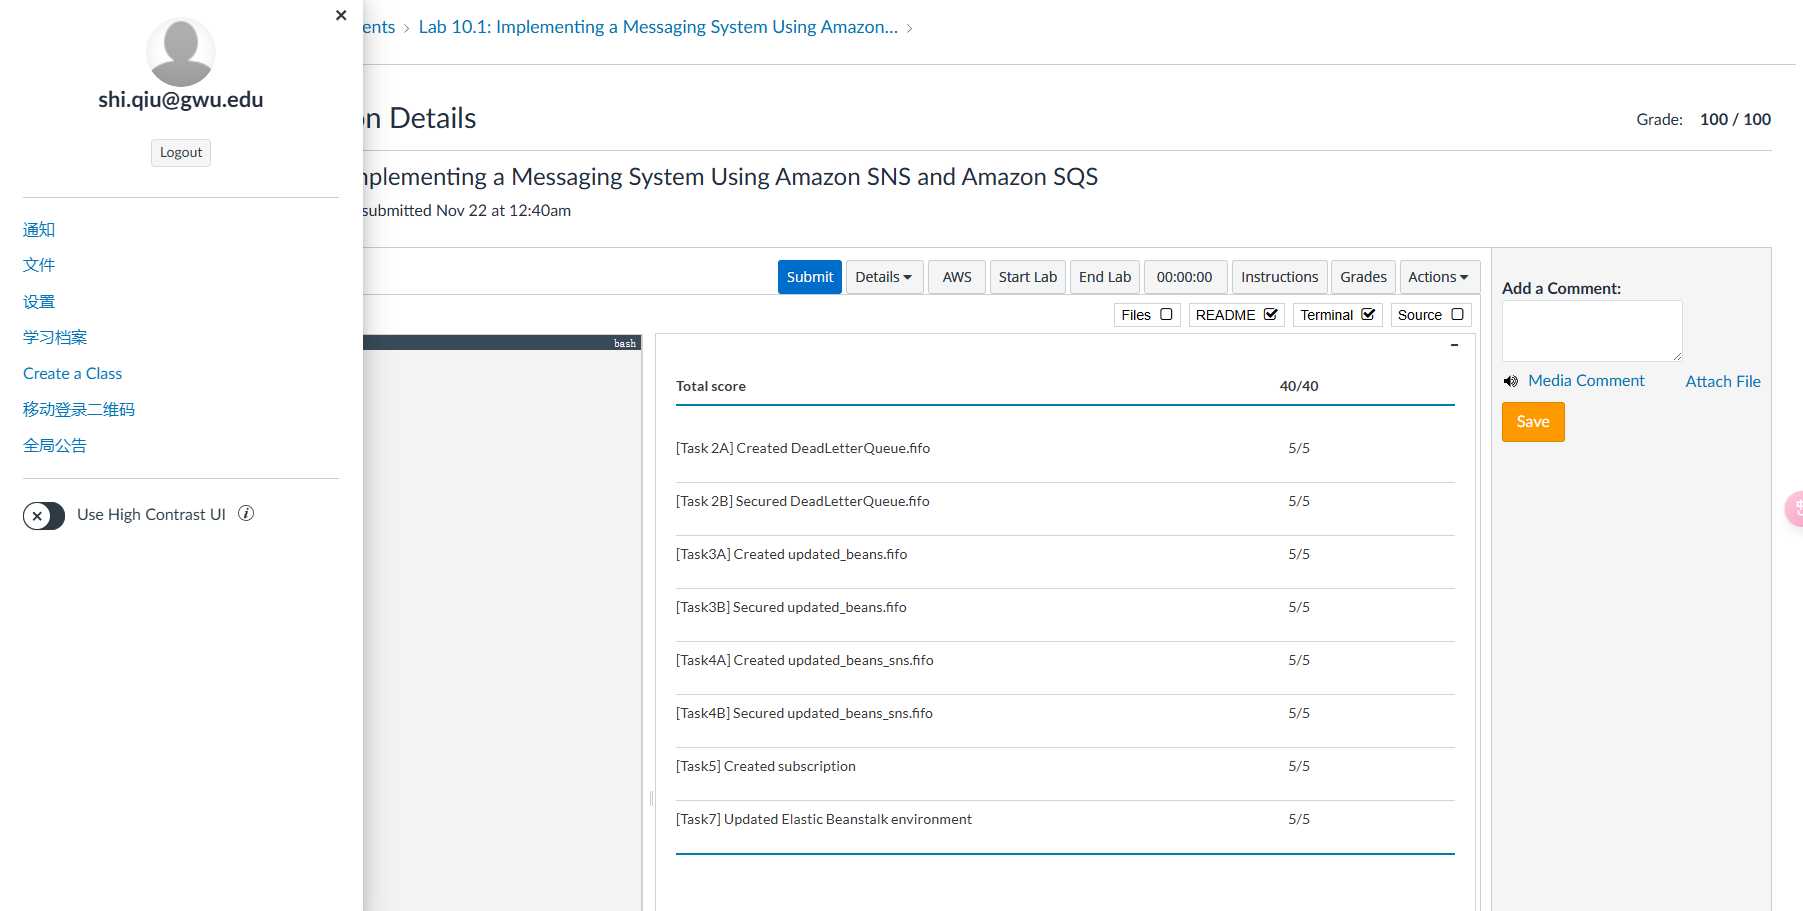 shi.qiu@gwu.edu
Logout
通知
文件
设置
学习档案
Create a Class
移动登录二维码
全局公告
Use High Contrast UI
ents > Lab 10.1: Implementing a Messaging System Using Amazon... >
on Details
Grade: 100 / 100
mplementing a Messaging System Using Amazon SNS and Amazon SQS
submitted Nov 22 at 12:40am
Submit Details AWS Start Lab End Lab 00:00:00 Instructions Grades Actions
Files README Terminal Source
bash
Total score 40/40
[Task 2A] Created DeadLetterQueue.fifo 5/5
[Task 2B] Secured DeadLetterQueue.fifo 5/5
[Task3A] Created updated_beans.fifo 5/5
[Task3B] Secured updated_beans.fifo 5/5
[Task4A] Created updated_beans_sns.fifo 5/5
[Task4B] Secured updated_beans_sns.fifo 5/5
[Task5] Created subscription 5/5
[Task7] Updated Elastic Beanstalk environment 5/5
Add a Comment:
Media Comment Attach File
Save